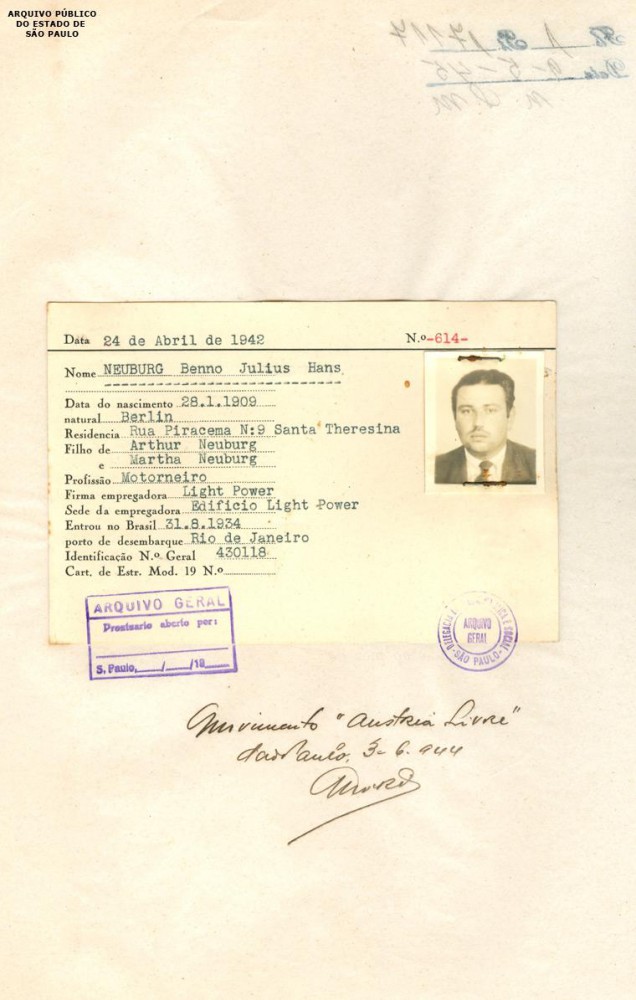 ARQUIVO PÚBLICO
DO ESTADO DE
SÃO PAULO
Data 24 de Abril de 1942 N.º -614-
Nome NEUBURG Benno Julius Hans
Data do nascimento 28.1.1909
natural Berlin
Residencia Rua Piracema N:9 Santa Theresina
Filho de Arthur Neuburg
e Martha Neuburg
Profissão Motorneiro
Firma empregadora Light Power
Sede da empregadora Edificio Light Power
Entrou no Brasil 31.8.1934
porto de desembarque Rio de Janeiro
Identificação N.º Geral 430118
Cart. de Estr. Mod. 19 N.º
ARQUIVO GERAL
Prontuario aberto por:
S. Paulo, / /19
ARQUIVO
GERAL
SÃO PAULO
Movimento "Austria Livre"
São Paulo, 3-6-944